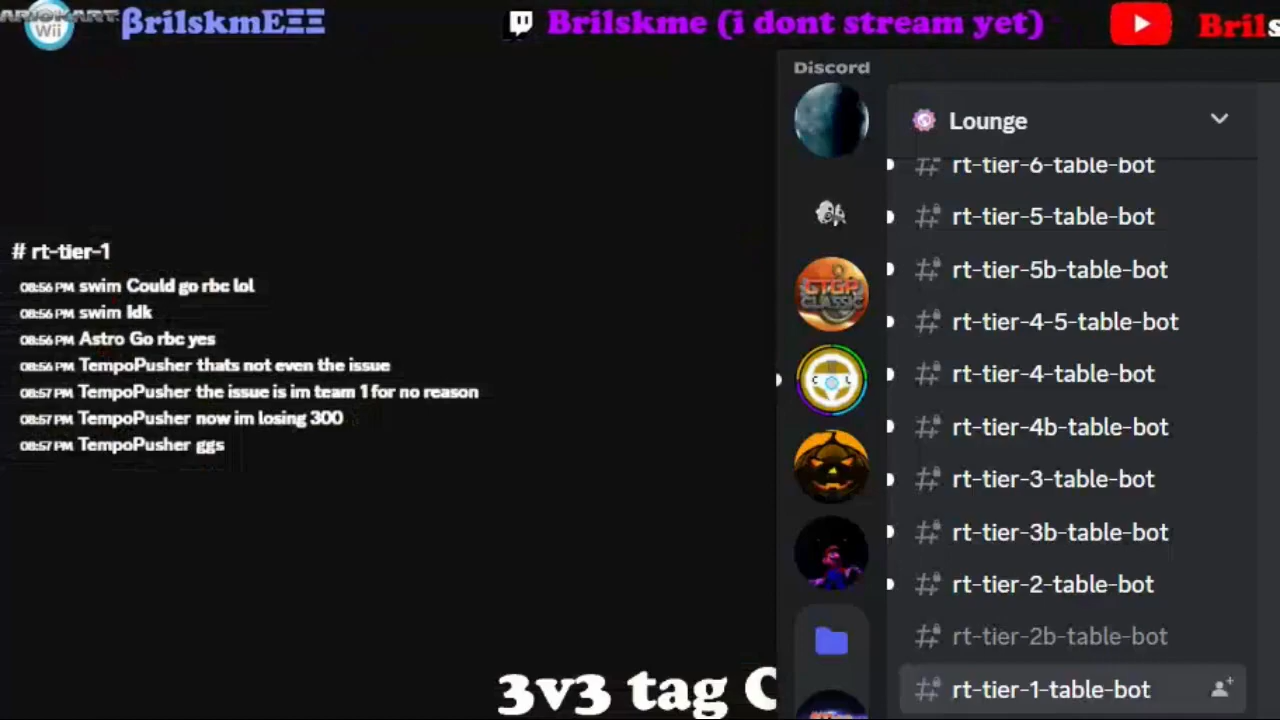 MARIOKART
Wii
βrilskmEΞΞ
Brilskme (i dont stream yet)
Brils
Discord
Lounge
rt-tier-6-table-bot
rt-tier-5-table-bot
rt-tier-5b-table-bot
rt-tier-4-5-table-bot
rt-tier-4-table-bot
rt-tier-4b-table-bot
rt-tier-3-table-bot
rt-tier-3b-table-bot
rt-tier-2-table-bot
rt-tier-2b-table-bot
rt-tier-1-table-bot
CTGP
CLASSIC
C L
# rt-tier-1
08:56 PM swim Could go rbc lol
08:56 PM swim Idk
08:56 PM Astro Go rbc yes
08:56 PM TempoPusher thats not even the issue
08:57 PM TempoPusher the issue is im team 1 for no reason
08:57 PM TempoPusher now im losing 300
08:57 PM TempoPusher ggs
3v3 tag C